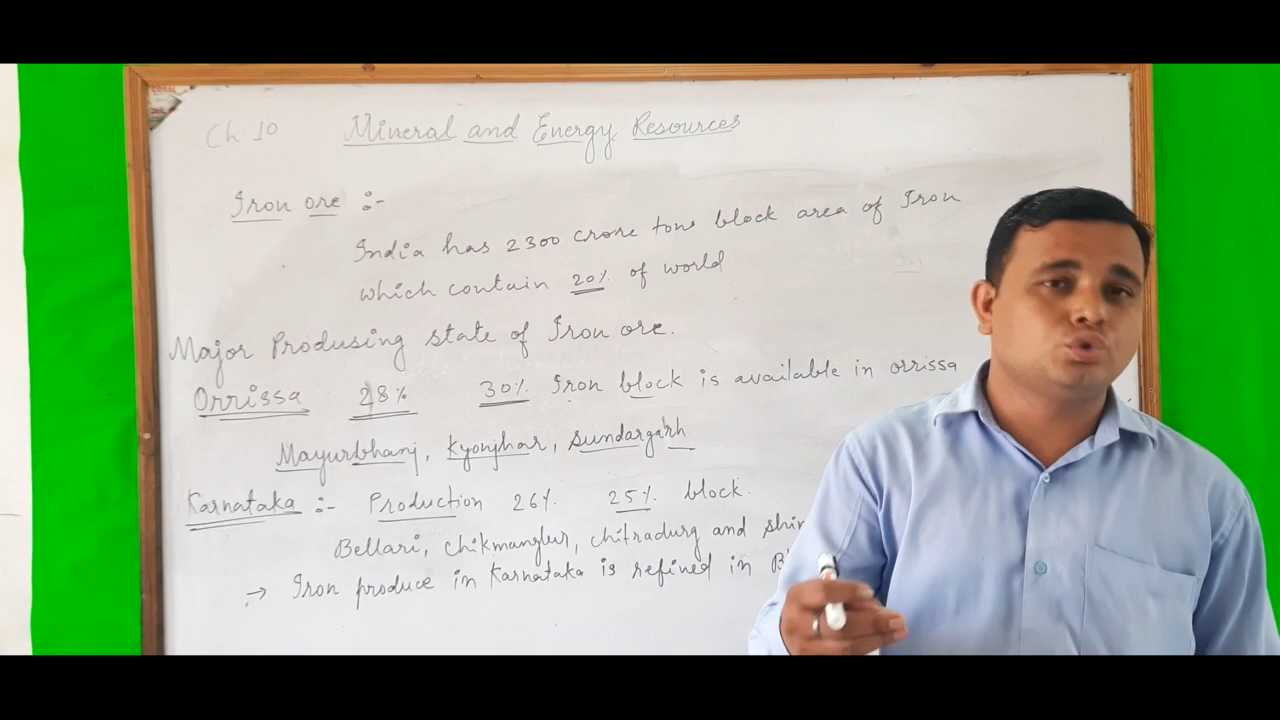 Ch 10 Mineral and Energy Resources
Iron ore :-
India has 2300 crore tons block area of Iron
which contain 20% of world
Major Produsing state of Iron ore.
Orrissa 28% 30% Iron block is available in orrissa
Mayurbhanj, Kyonjhar, Sundargarh
Karnataka :- Production 26% 25% block.
Bellari, chikmanglur, chitradurg and
→ Iron produce in Karnataka is refined in